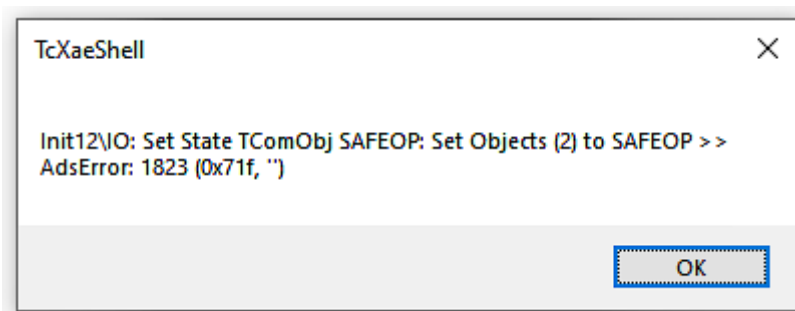 TcXaeShell
Init12\IO: Set State TComObj SAFEOP: Set Objects (2) to SAFEOP >>
AdsError: 1823 (0x71f, '')
OK